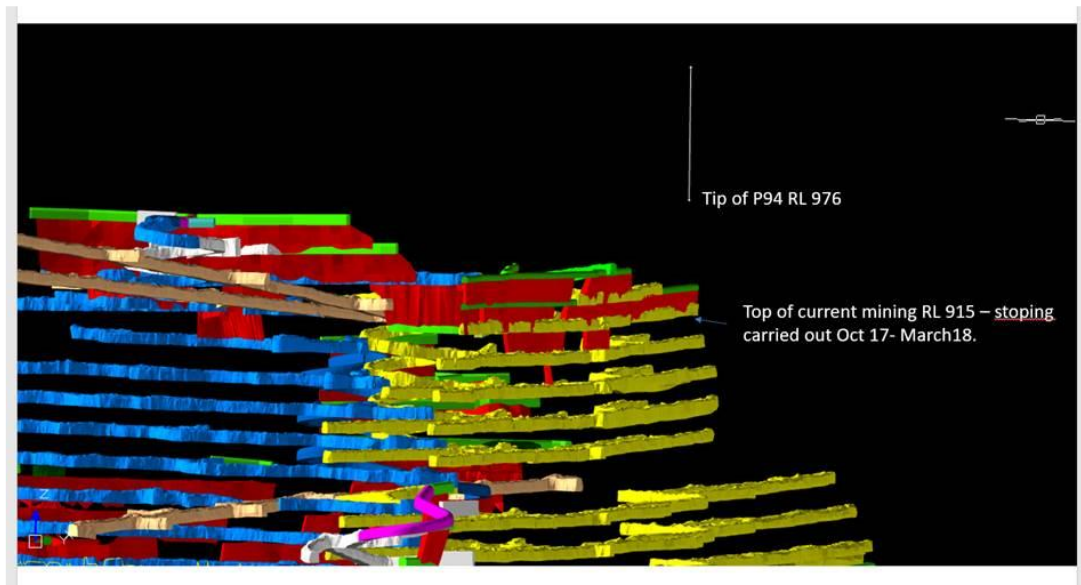 Tip of P94 RL 976
Top of current mining RL 915 – stoping
carried out Oct 17- March18.
Z
Y